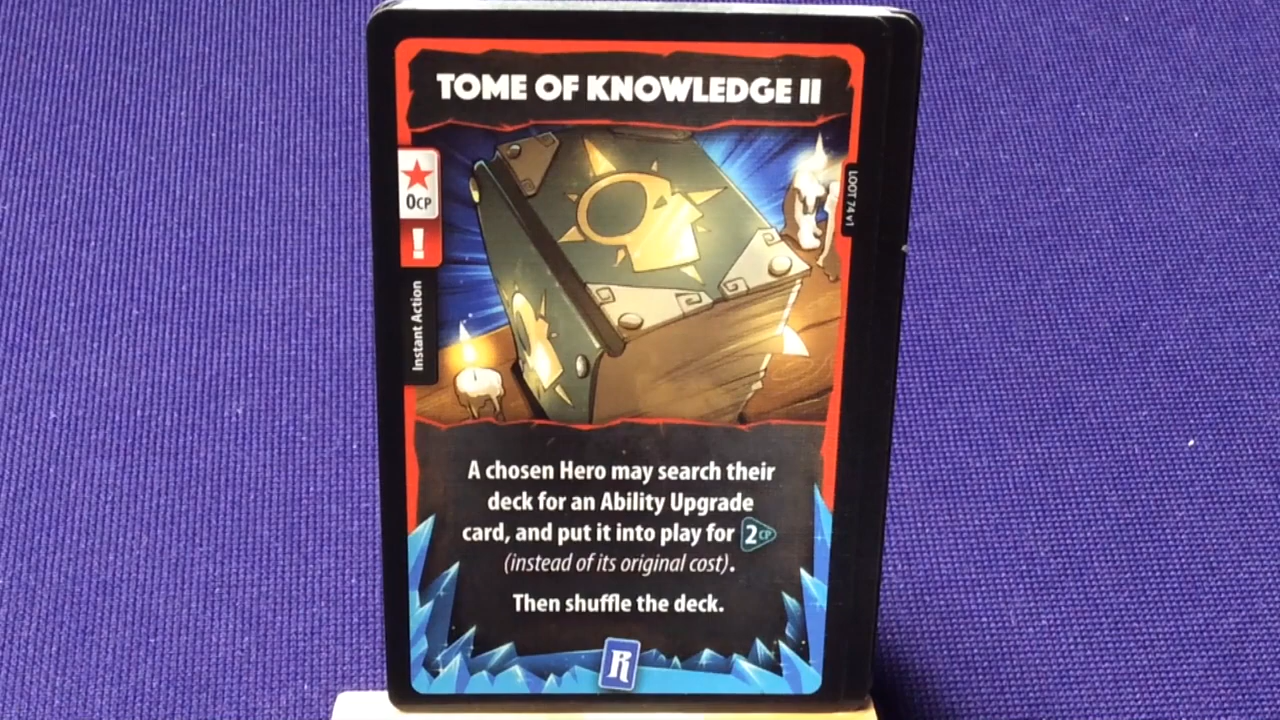 TOME OF KNOWLEDGE II
0CP
!
Instant Action
LOOT 74 v1
A chosen Hero may search their
deck for an Ability Upgrade
card, and put it into play for 2CP
(instead of its original cost).
Then shuffle the deck.
R